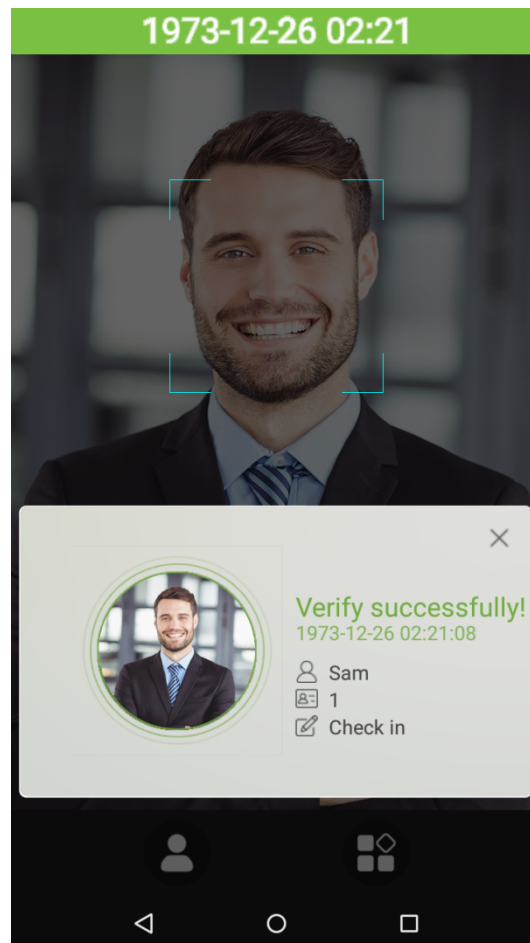 1973-12-26 02:21
Verify successfully!
1973-12-26 02:21:08
Sam
1
Check in